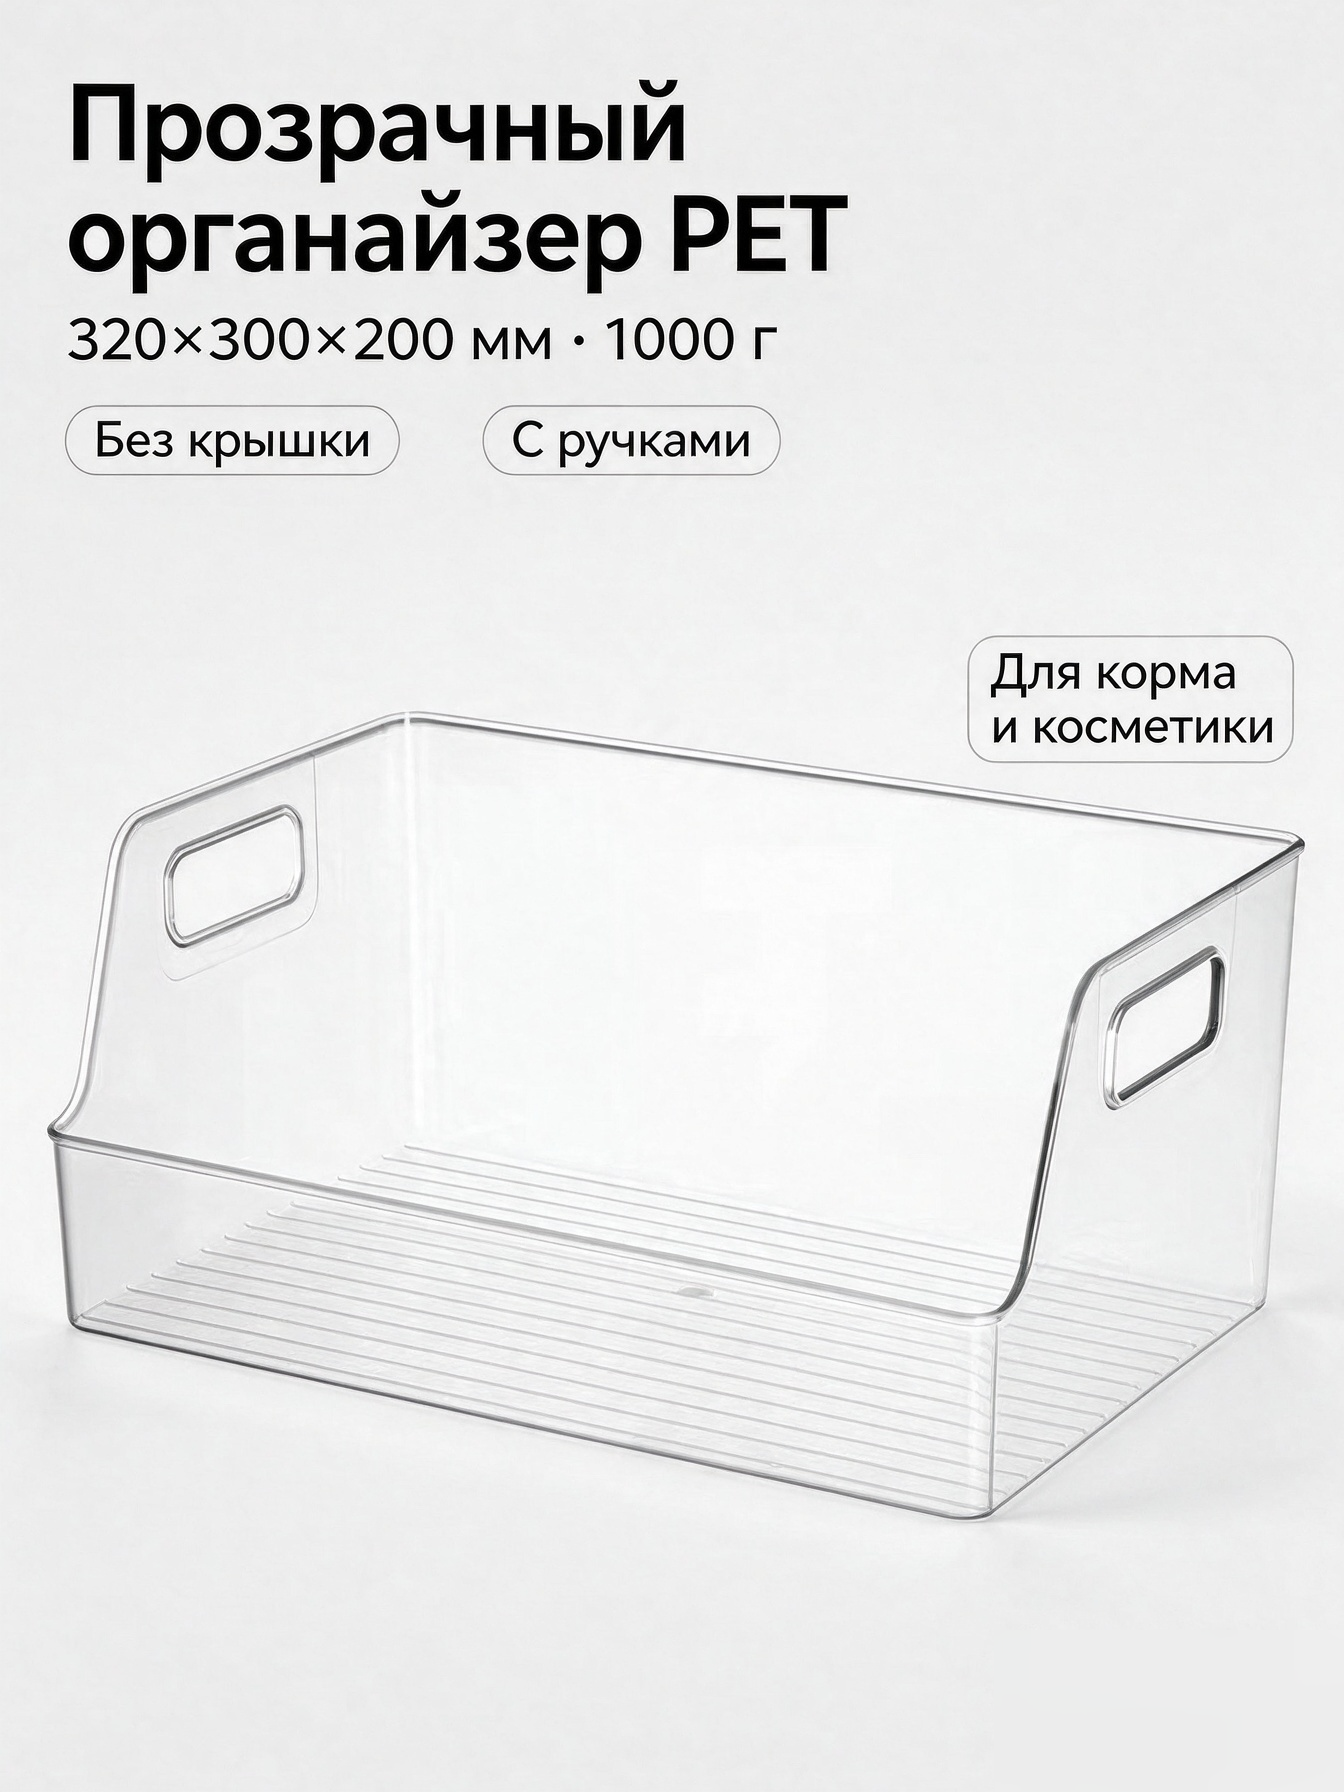 Прозрачный
органайзер PET
320×300×200 мм · 1000 г
Без крышки
С ручками
Для корма
и косметики